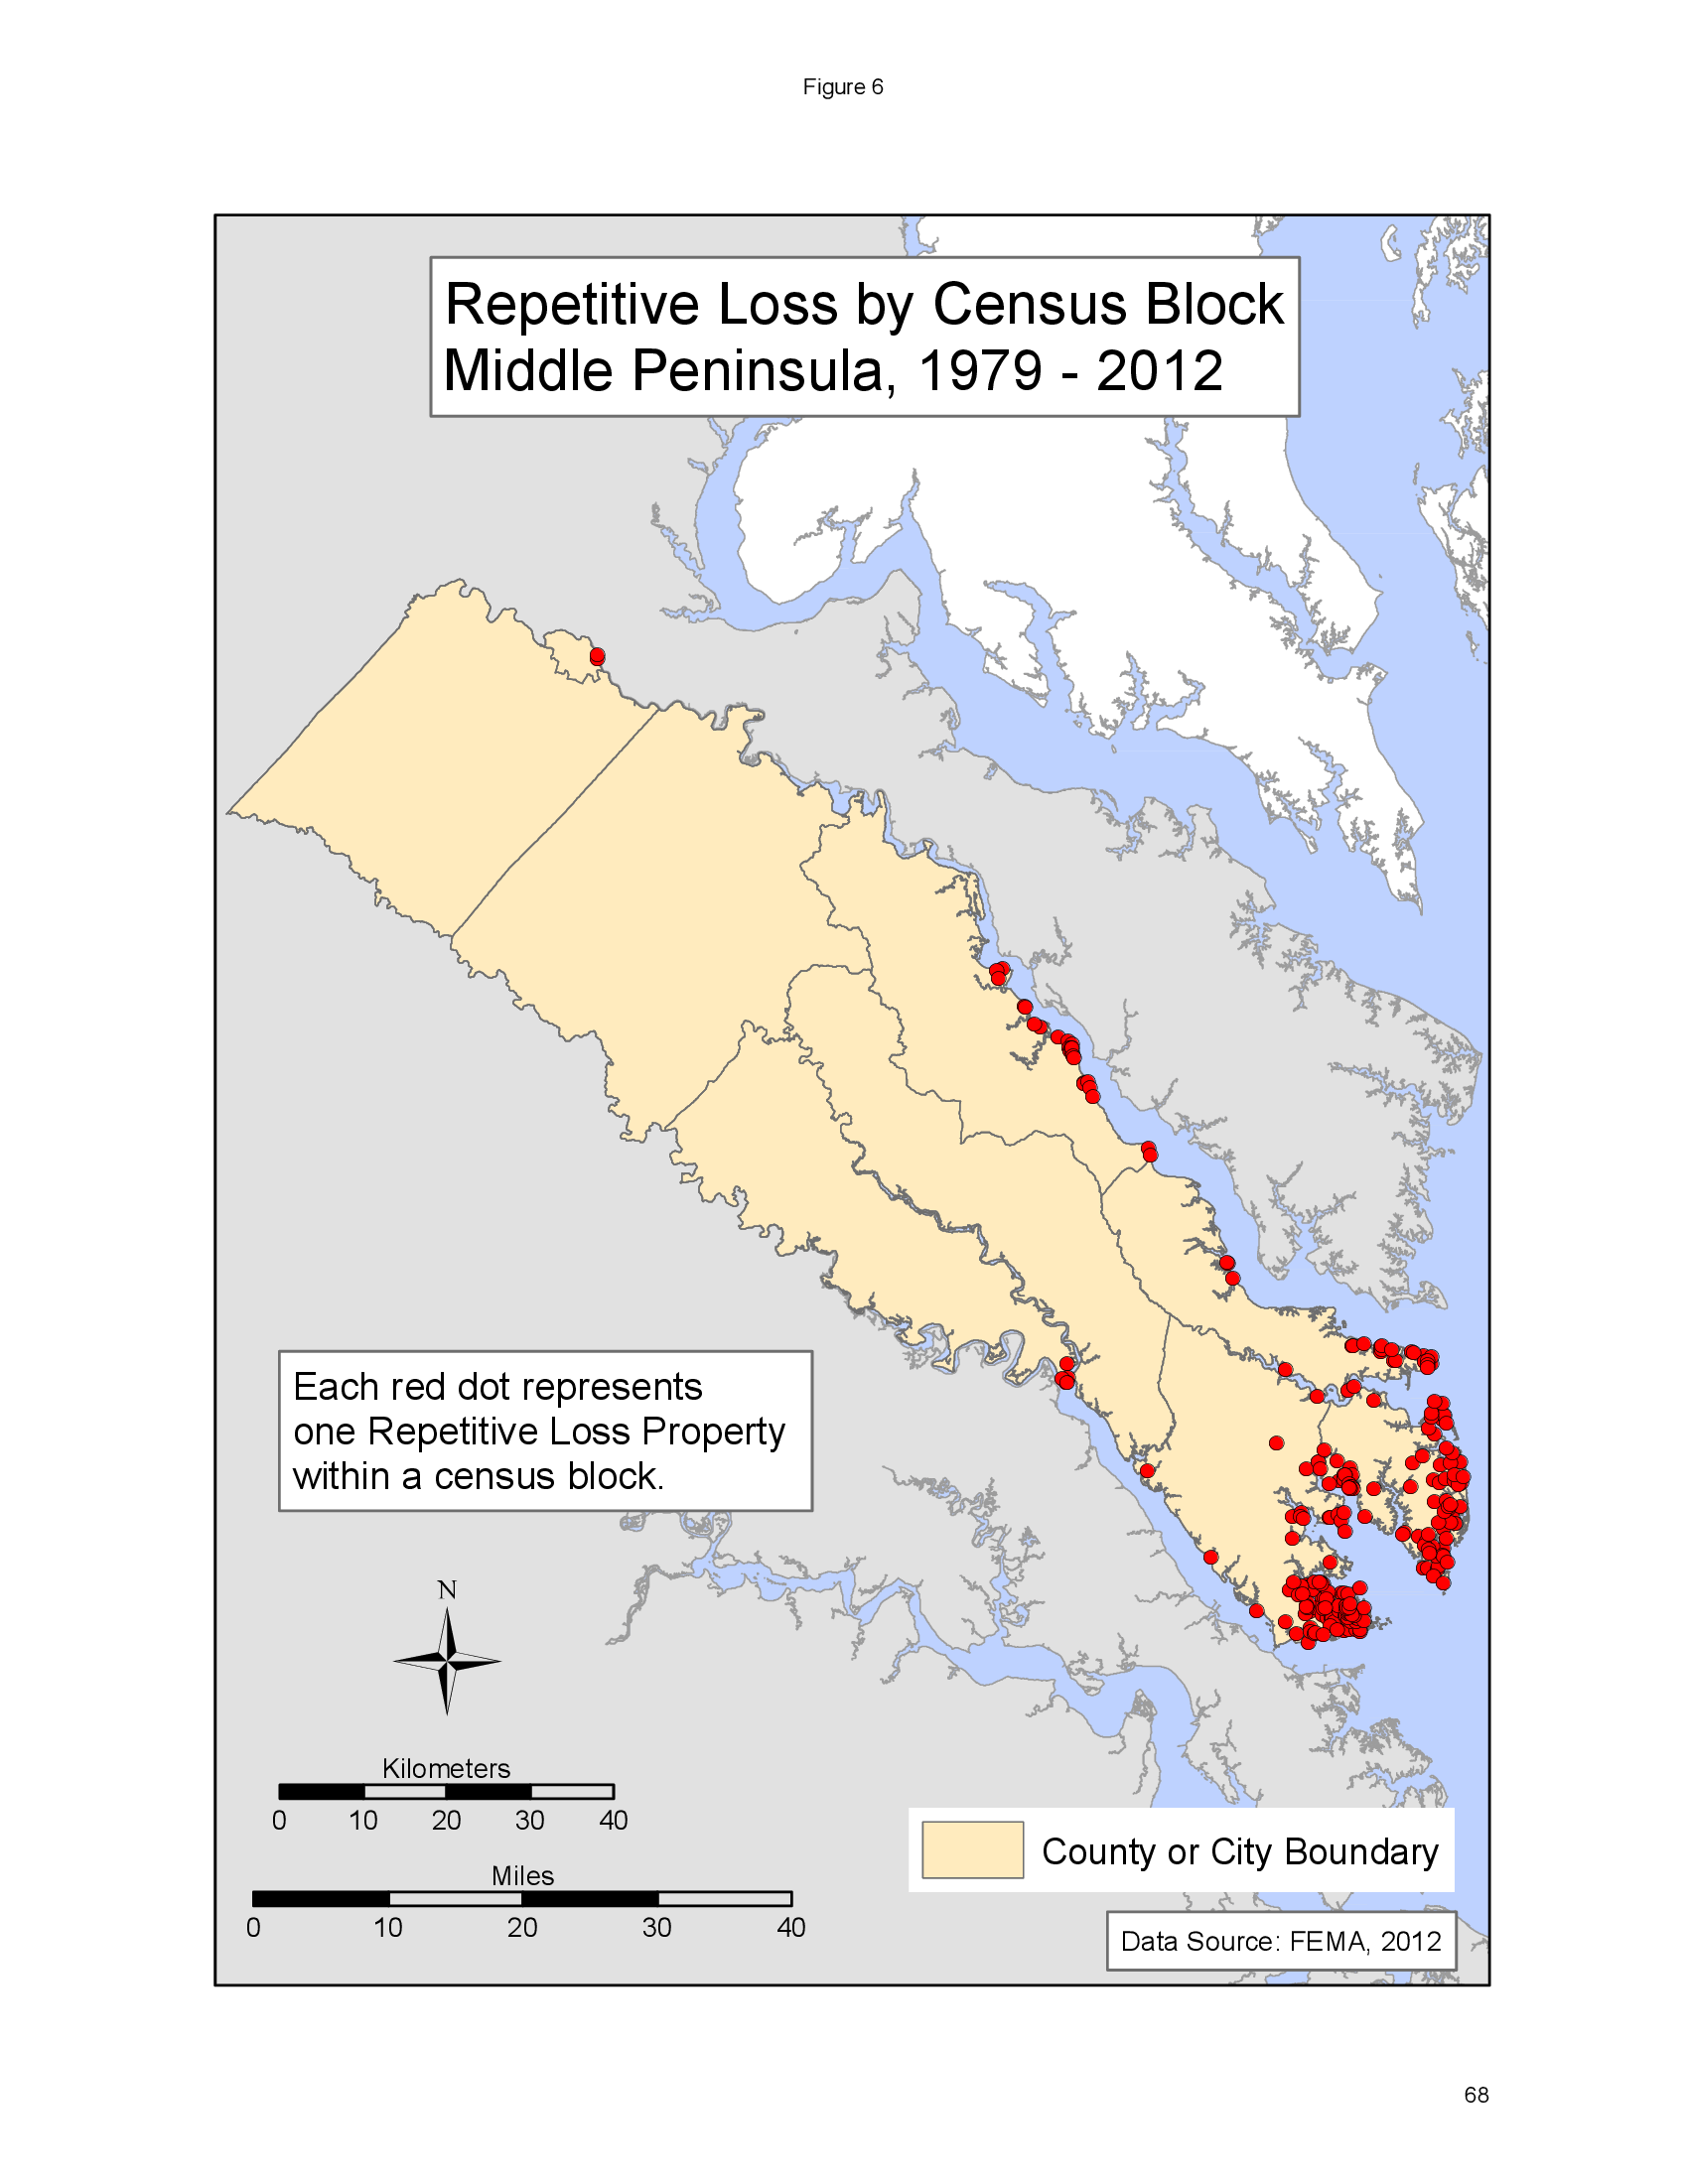 Figure 6
Repetitive Loss by Census Block
Middle Peninsula, 1979 - 2012
Each red dot represents
one Repetitive Loss Property
within a census block.
N
Kilometers
0 10 20 30 40
Miles
0 10 20 30 40
County or City Boundary
Data Source: FEMA, 2012
68